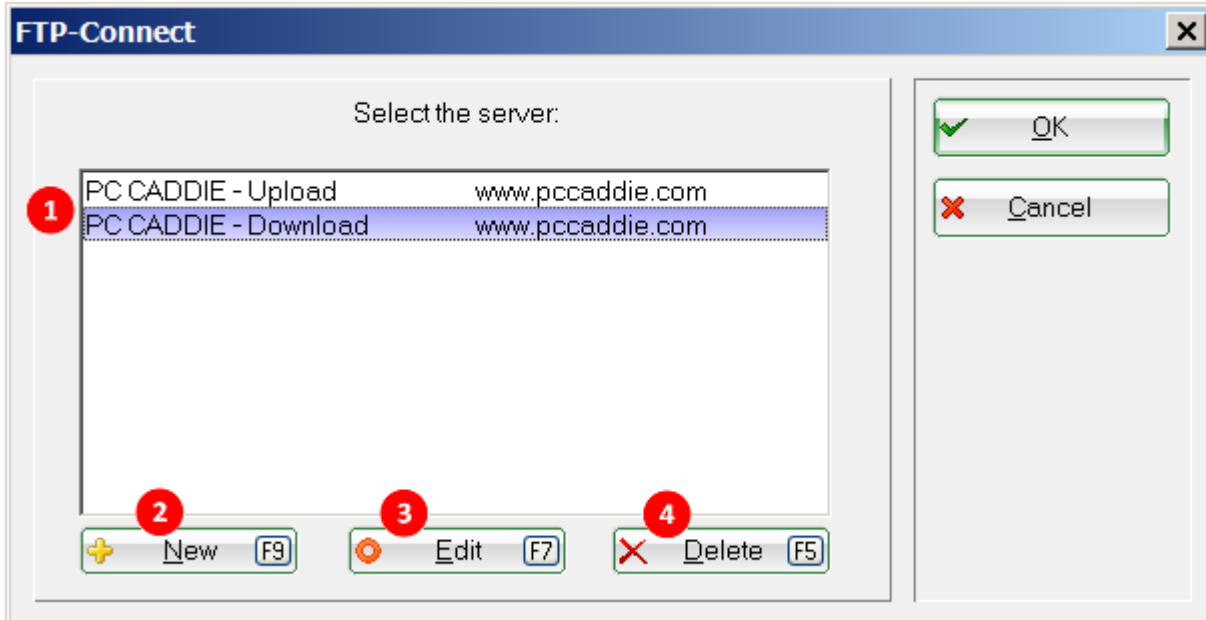 FTP-Connect
Select the server:
OK
Cancel
1
PC CADDIE - Upload www.pccaddie.com
PC CADDIE - Download www.pccaddie.com
2 3 4
New F9 Edit F7 Delete F5